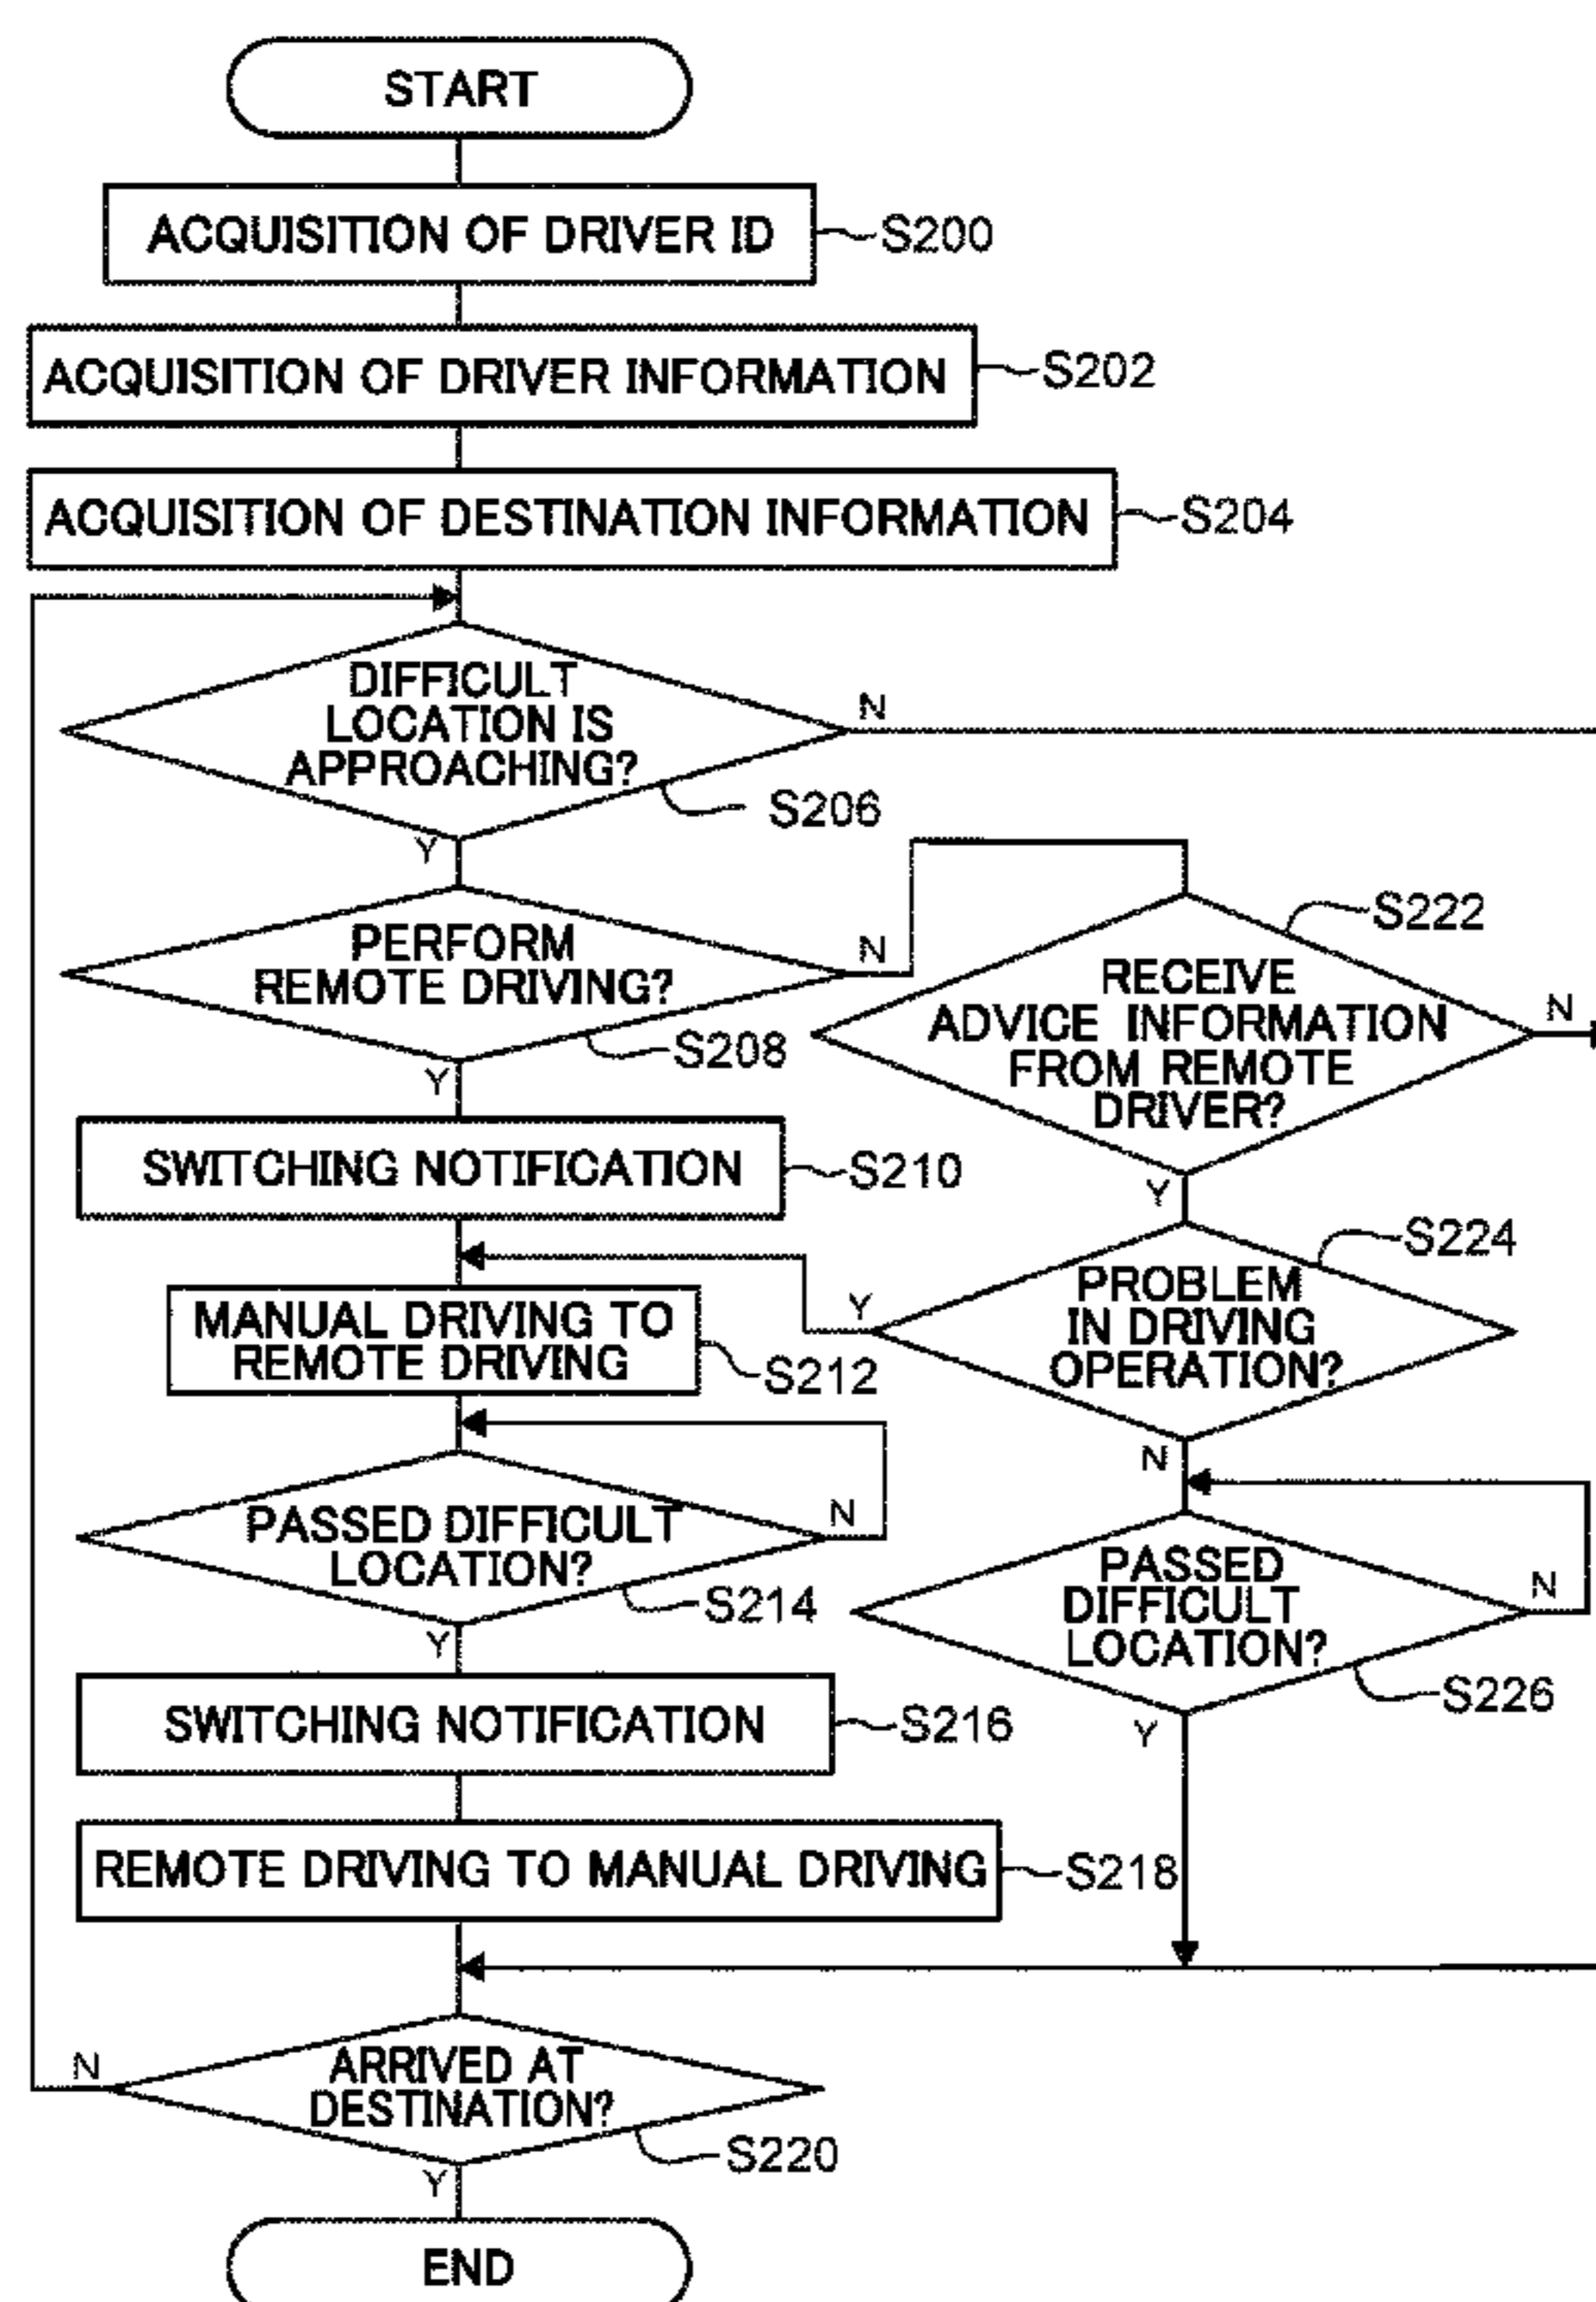 START
ACQUISITION OF DRIVER ID
S200
ACQUISITION OF DRIVER INFORMATION
S202
ACQUISITION OF DESTINATION INFORMATION
S204
DIFFICULT
LOCATION IS
APPROACHING?
N
S206
Y
PERFORM
REMOTE DRIVING?
N
S208
Y
RECEIVE
ADVICE INFORMATION
FROM REMOTE
DRIVER?
S222
N
Y
SWITCHING NOTIFICATION
S210
PROBLEM
IN DRIVING
OPERATION?
S224
Y
N
MANUAL DRIVING TO
REMOTE DRIVING
S212
PASSED DIFFICULT
LOCATION?
N
S214
Y
PASSED
DIFFICULT
LOCATION?
N
S226
Y
SWITCHING NOTIFICATION
S216
REMOTE DRIVING TO MANUAL DRIVING
S218
N
ARRIVED AT
DESTINATION?
S220
Y
END